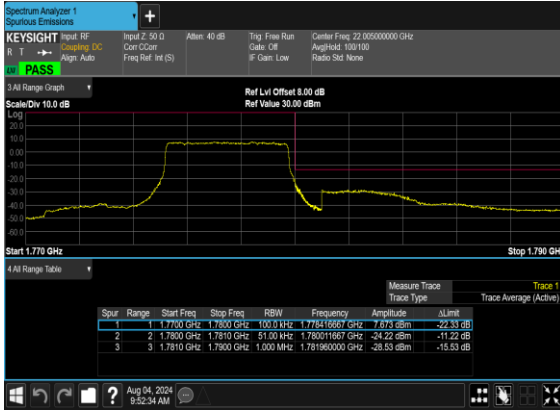 Spectrum Analyzer 1
Spurious Emissions
+
KEYSIGHT Input: RF Input Z: 50 Ω Atten: 40 dB Trig: Free Run Center Freq: 22.005000000 GHz
R T Coupling: DC Corr CCorr Gate: Off Avg|Hold: 100/100
Align: Auto Freq Ref: Int (S) IF Gain: Low Radio Std: None
PASS
3 All Range Graph Ref Lvl Offset 8.00 dB
Scale/Div 10.0 dB Ref Value 30.00 dBm
Log
20.0
10.0
0.00
-10.0
-20.0
-30.0
-40.0
-50.0
-60.0
Start 1.770 GHz Stop 1.790 GH
4 All Range Table
Measure Trace Trace 1
Trace Type Trace Average (Active)
Spur Range Start Freq Stop Freq RBW Frequency Amplitude ΔLimit
1 1 1.7700 GHz 1.7800 GHz 100.0 kHz 1.778416667 GHz 7.673 dBm -22.33 dB
2 2 1.7800 GHz 1.7810 GHz 51.00 kHz 1.780011667 GHz -24.22 dBm -11.22 dB
3 3 1.7810 GHz 1.7900 GHz 1.000 MHz 1.781960000 GHz -28.53 dBm -15.53 dB
? Aug 04, 2024
9:52:34 AM